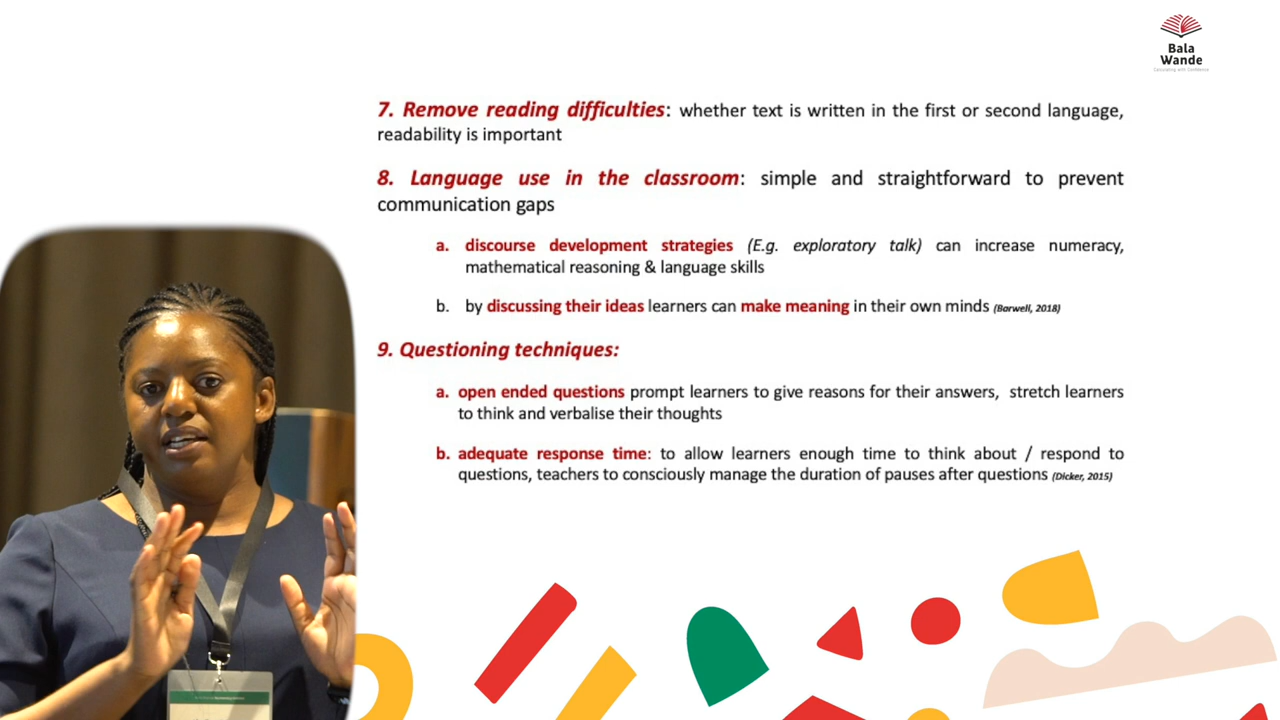 Bala
Wande
Calculating with Confidence
7. Remove reading difficulties: whether text is written in the first or second language,
readability is important
8. Language use in the classroom: simple and straightforward to prevent
communication gaps
a. discourse development strategies (E.g. exploratory talk) can increase numeracy,
mathematical reasoning & language skills
b. by discussing their ideas learners can make meaning in their own minds (Barwell, 2018)
9. Questioning techniques:
a. open ended questions prompt learners to give reasons for their answers, stretch learners
to think and verbalise their thoughts
b. adequate response time: to allow learners enough time to think about / respond to
questions, teachers to consciously manage the duration of pauses after questions (Dicker, 2015)